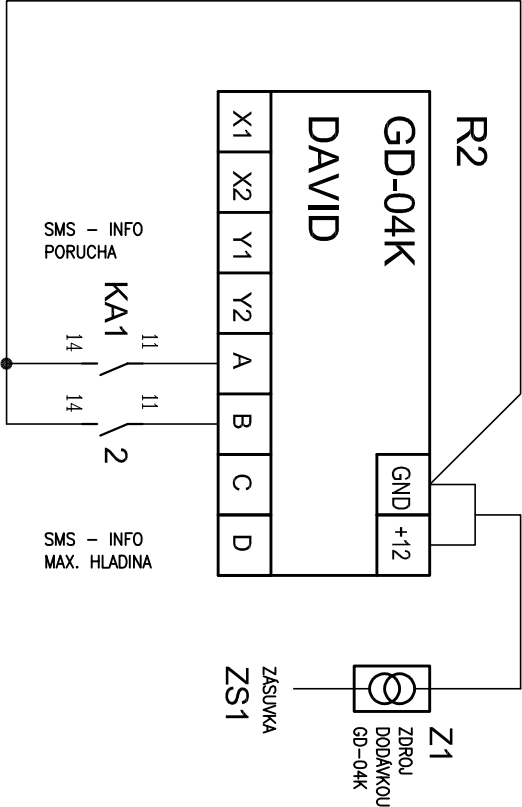 R2
GD-04K
DAVID
X1
X2
Y1
Y2
A
B
C
D
GND
+12
SMS - INFO
PORUCHA
KA1
11
14
11
14
2
SMS - INFO
MAX. HLADINA
Z1
ZDROJ
DODÁVKOU
GD-04K
ZÁSUVKA
ZS1